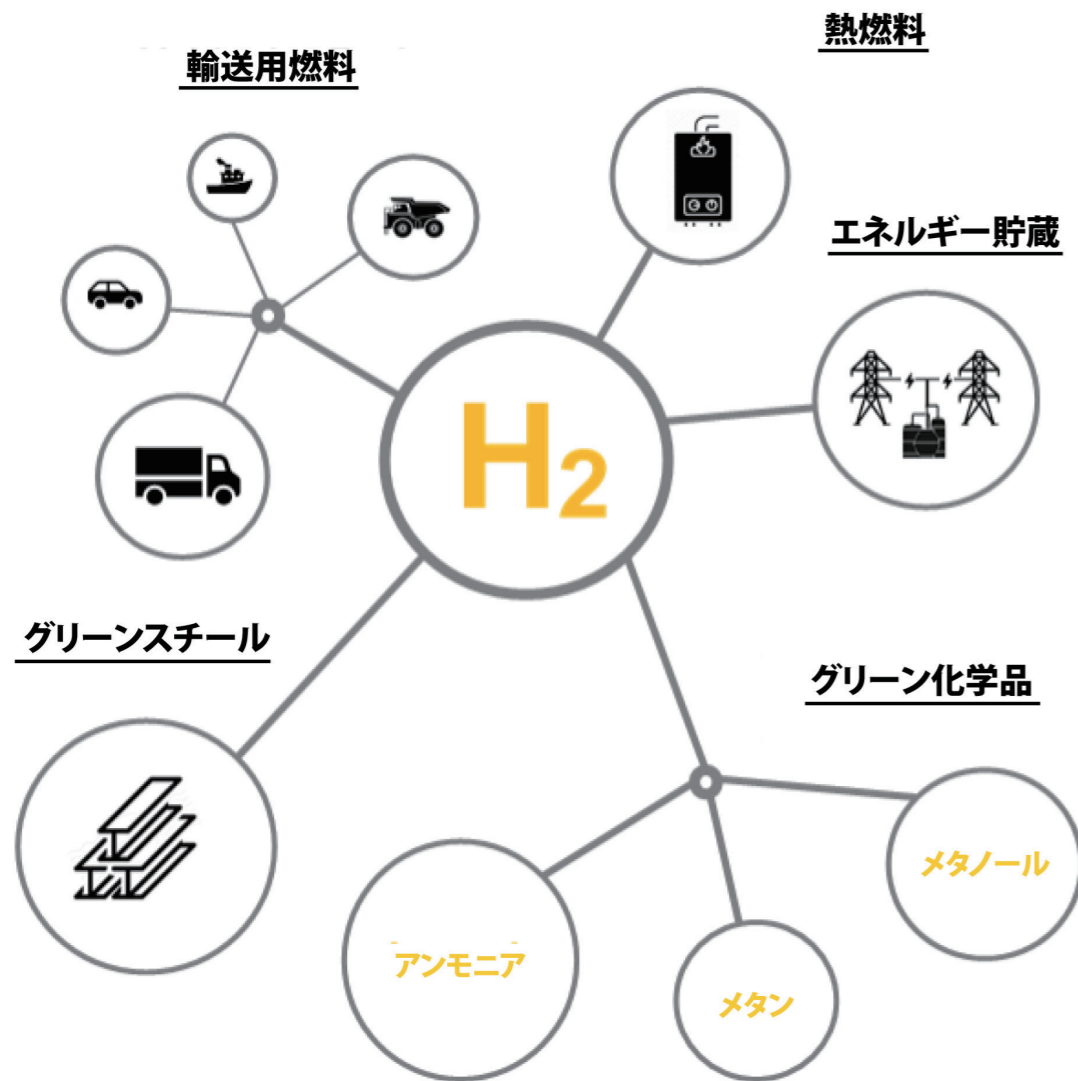 熱燃料
輸送用燃料
エネルギー貯蔵
H2
グリーンスチール
グリーン化学品
メタノール
アンモニア
メタン